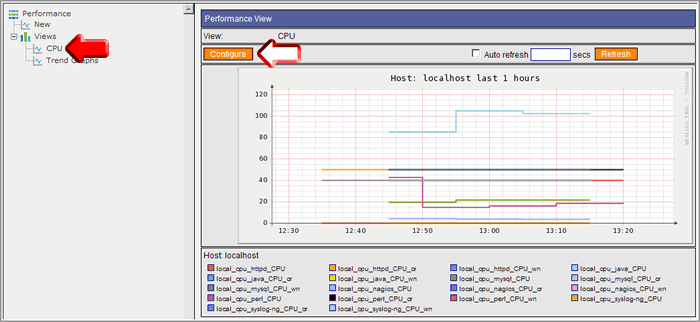 Performance
New
Views
CPU
Trend Graphs
Performance View
View: CPU
Configure Auto refresh secs Refresh
Host: localhost last 1 hours
120
100
80
60
40
20
0
12:30 12:40 12:50 13:00 13:10 13:20
Host: localhost
local_cpu_httpd_CPU local_cpu_httpd_CPU_cr local_cpu_httpd_CPU_wn local_cpu_java_CPU
local_cpu_java_CPU_cr local_cpu_java_CPU_wn local_cpu_mysql_CPU local_cpu_mysql_CPU_cr
local_cpu_mysql_CPU_wn local_cpu_nagios_CPU local_cpu_nagios_CPU_cr local_cpu_nagios_CPU_wn
local_cpu_perl_CPU local_cpu_perl_CPU_cr local_cpu_perl_CPU_wn local_cpu_syslog-ng_CPU
local_cpu_syslog-ng_CPU_cr local_cpu_syslog-ng_CPU_wn